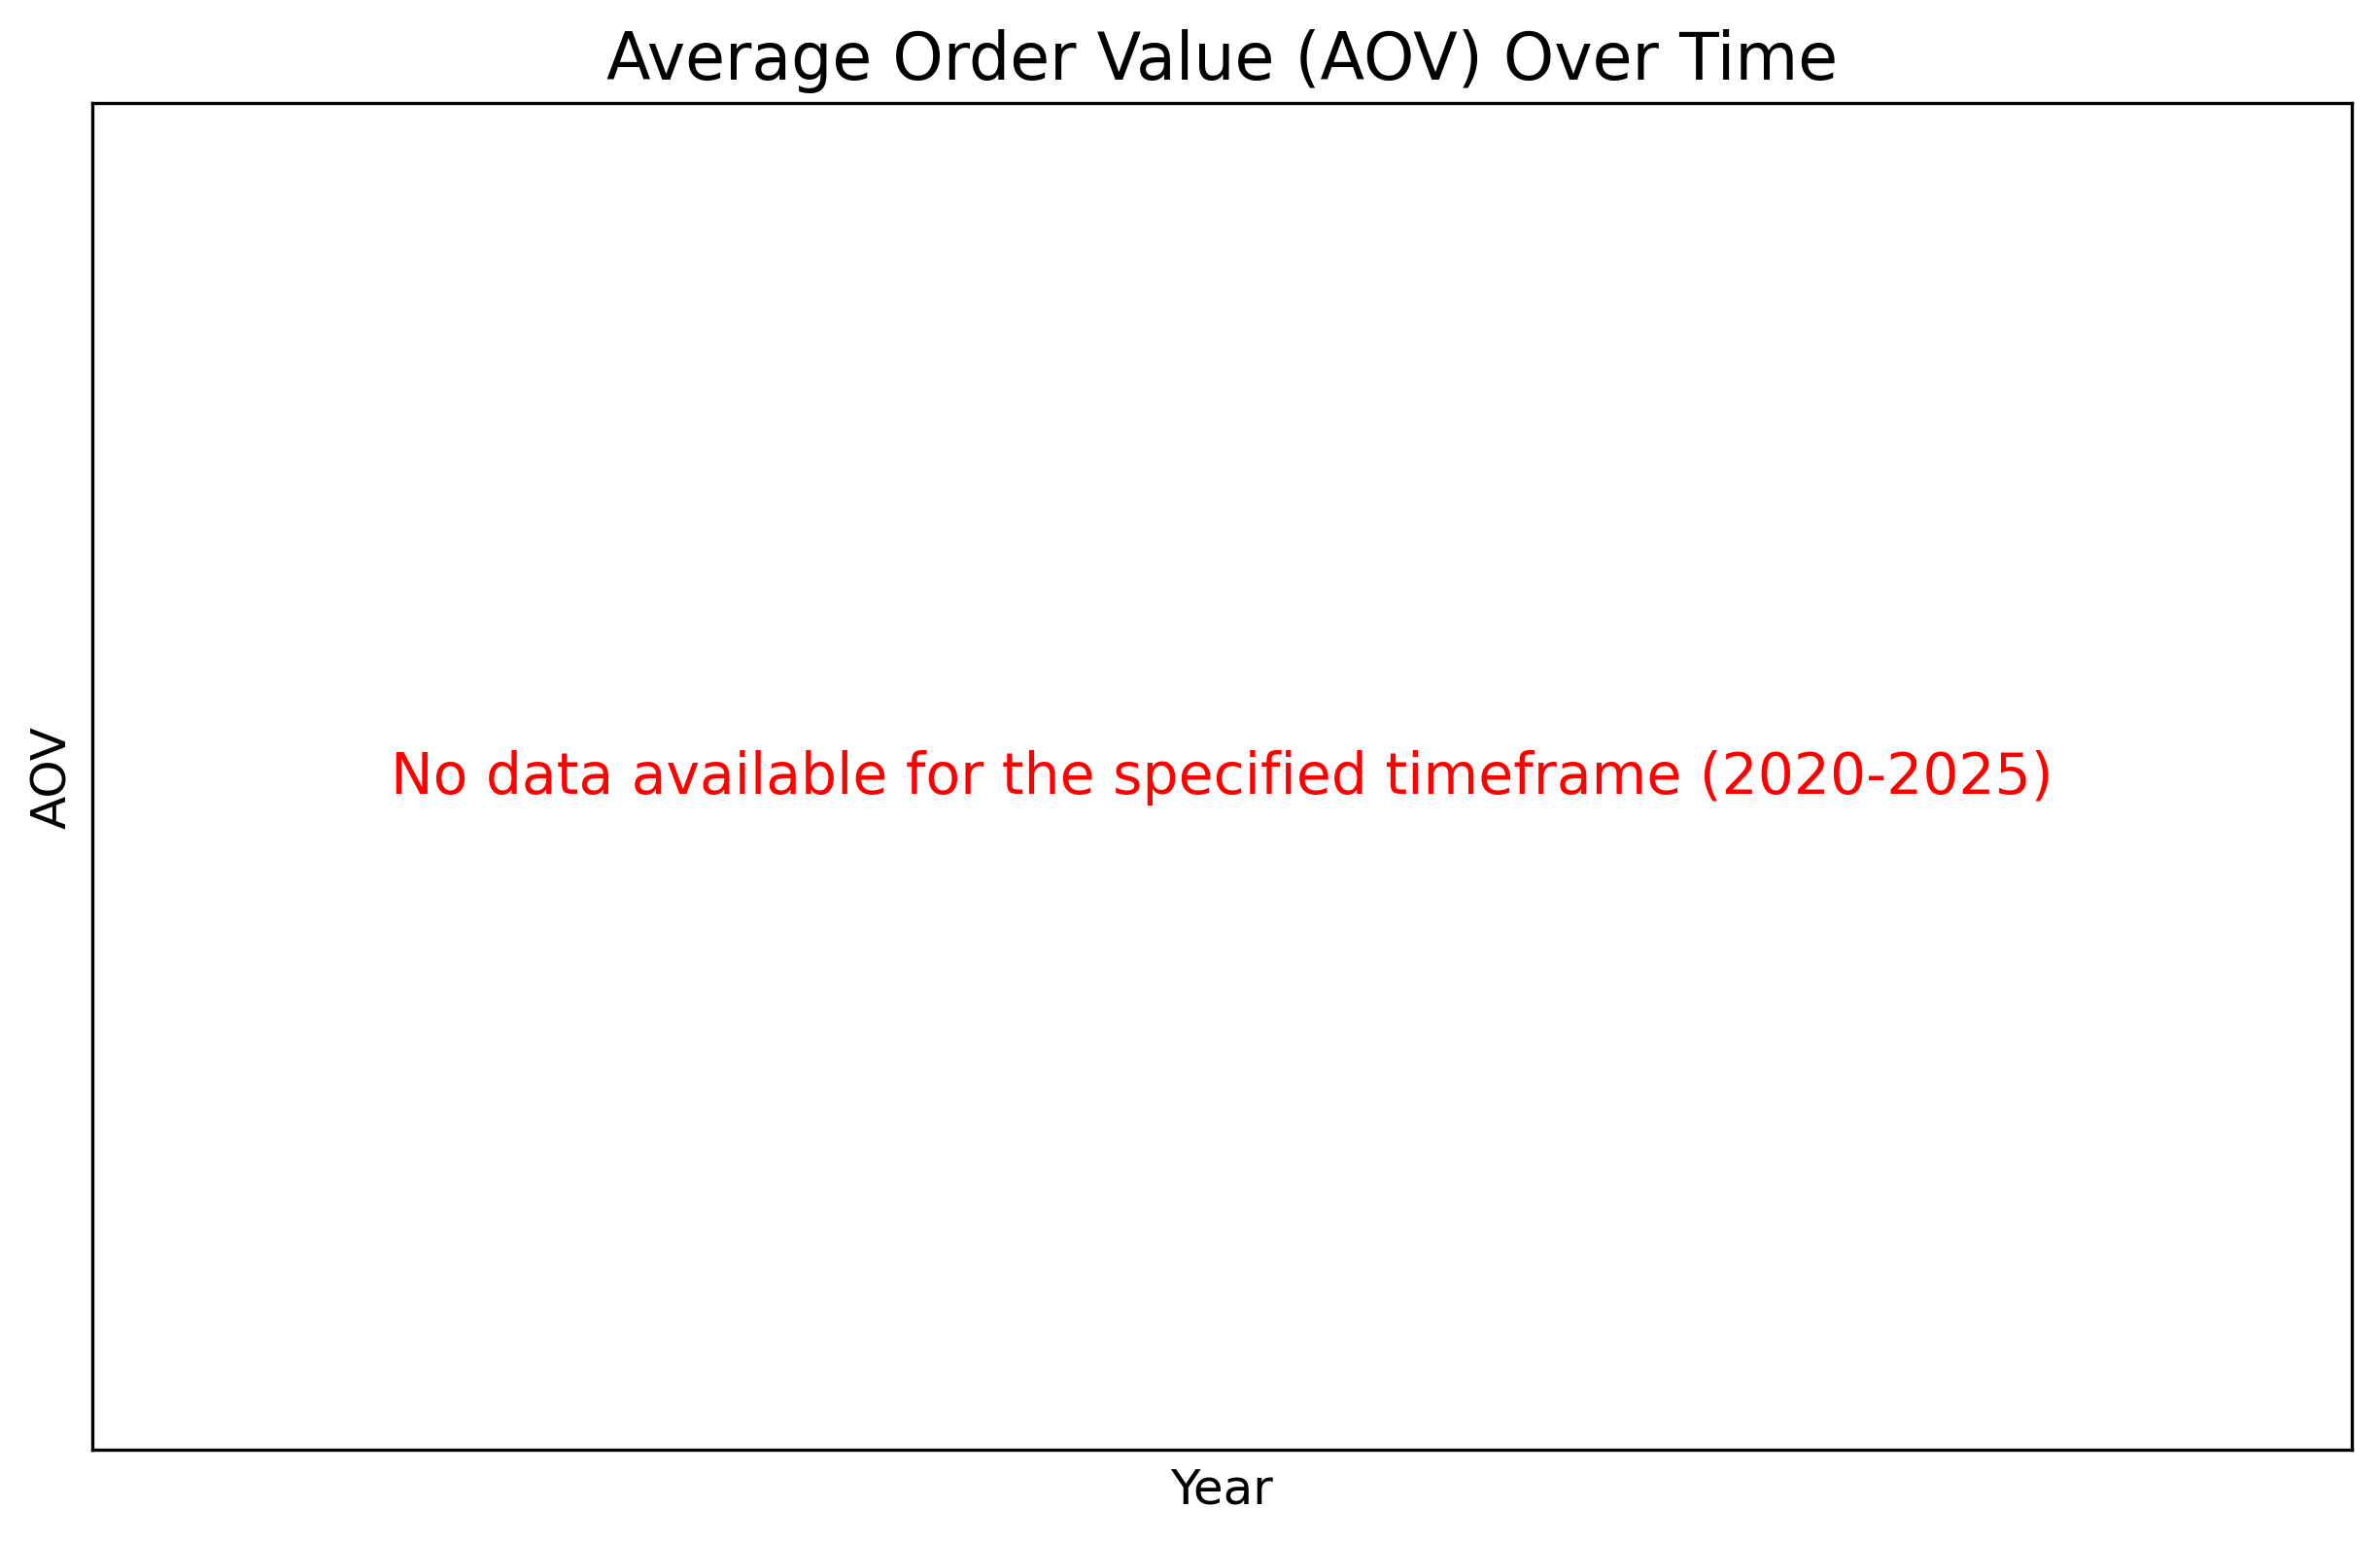 Average Order Value (AOV) Over Time
AOV
No data available for the specified timeframe (2020-2025)
Year